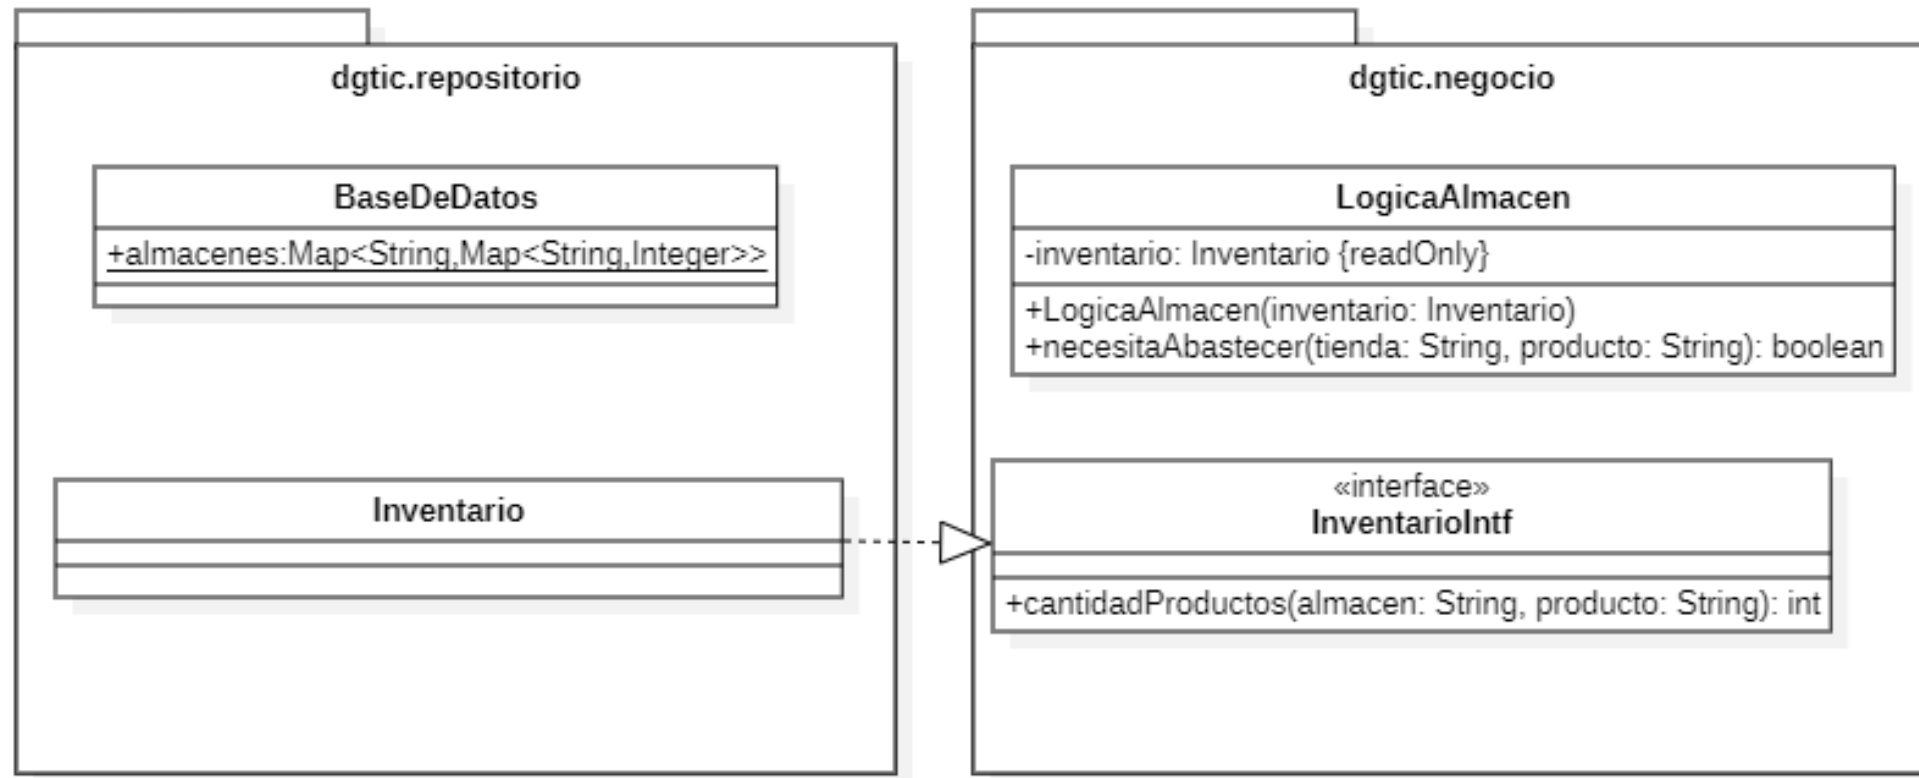 dgtic.repositorio
BaseDeDatos
+almacenes:Map<String,Map<String,Integer>>
Inventario
dgtic.negocio
LogicaAlmacen
-inventario: Inventario {readOnly}
+LogicaAlmacen(inventario: Inventario)
+necesitaAbastecer(tienda: String, producto: String): boolean
«interface»
InventarioIntf
+cantidadProductos(almacen: String, producto: String): int